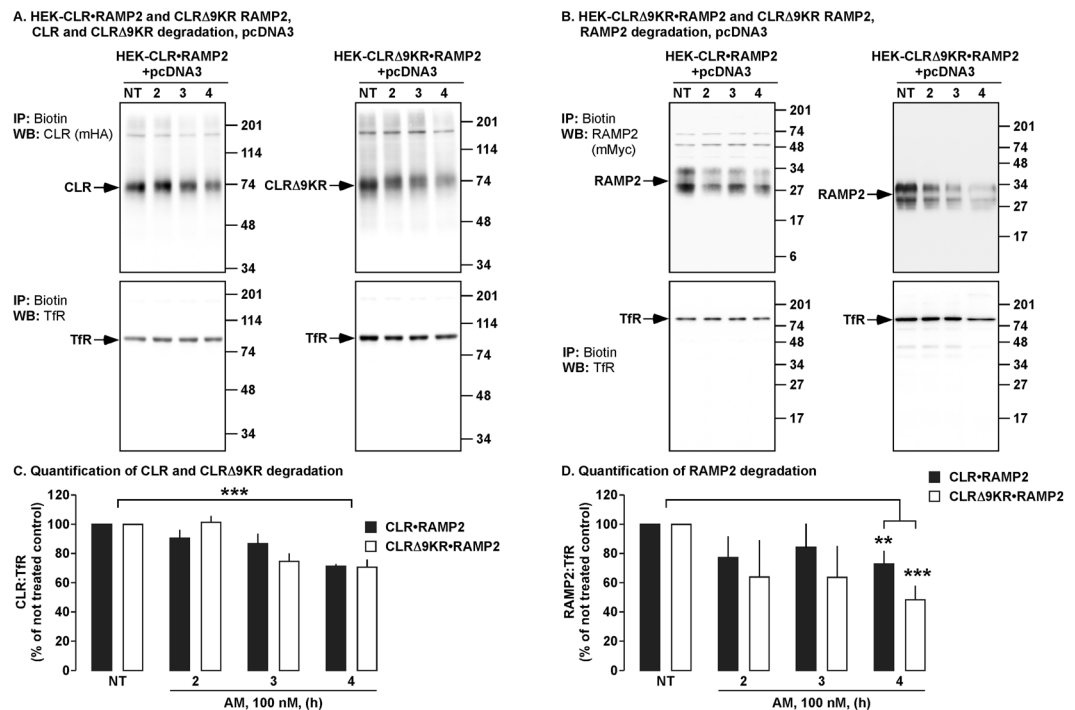 A. HEK-CLR•RAMP2 and CLRΔ9KR RAMP2,
CLR and CLRΔ9KR degradation, pcDNA3
HEK-CLR•RAMP2
+pcDNA3
NT 2 3 4
HEK-CLRΔ9KR•RAMP2
+pcDNA3
NT 2 3 4
IP: Biotin
WB: CLR (mHA)
CLR
201
114
74
48
34
CLRΔ9KR
201
114
74
48
34
IP: Biotin
WB: TfR
TfR
201
114
74
48
34
TfR
201
114
74
48
34
B. HEK-CLRΔ9KR•RAMP2 and CLRΔ9KR RAMP2,
RAMP2 degradation, pcDNA3
HEK-CLR•RAMP2
+pcDNA3
NT 2 3 4
HEK-CLRΔ9KR•RAMP2
+pcDNA3
NT 2 3 4
IP: Biotin
WB: RAMP2
(mMyc)
RAMP2
201
74
48
34
27
17
6
RAMP2
201
74
48
34
27
17
TfR
IP: Biotin
WB: TfR
201
74
48
34
27
17
TfR
201
74
48
34
27
17
C. Quantification of CLR and CLRΔ9KR degradation
CLR:TfR
(% of not treated control)
120
100
80
60
40
20
0
***
CLR•RAMP2
CLRΔ9KR•RAMP2
NT 2 3 4
AM, 100 nM, (h)
D. Quantification of RAMP2 degradation
CLR•RAMP2
CLRΔ9KR•RAMP2
RAMP2:TfR
(% of not treated control)
120
100
80
60
40
20
0
**
***
NT 2 3 4
AM, 100 nM, (h)